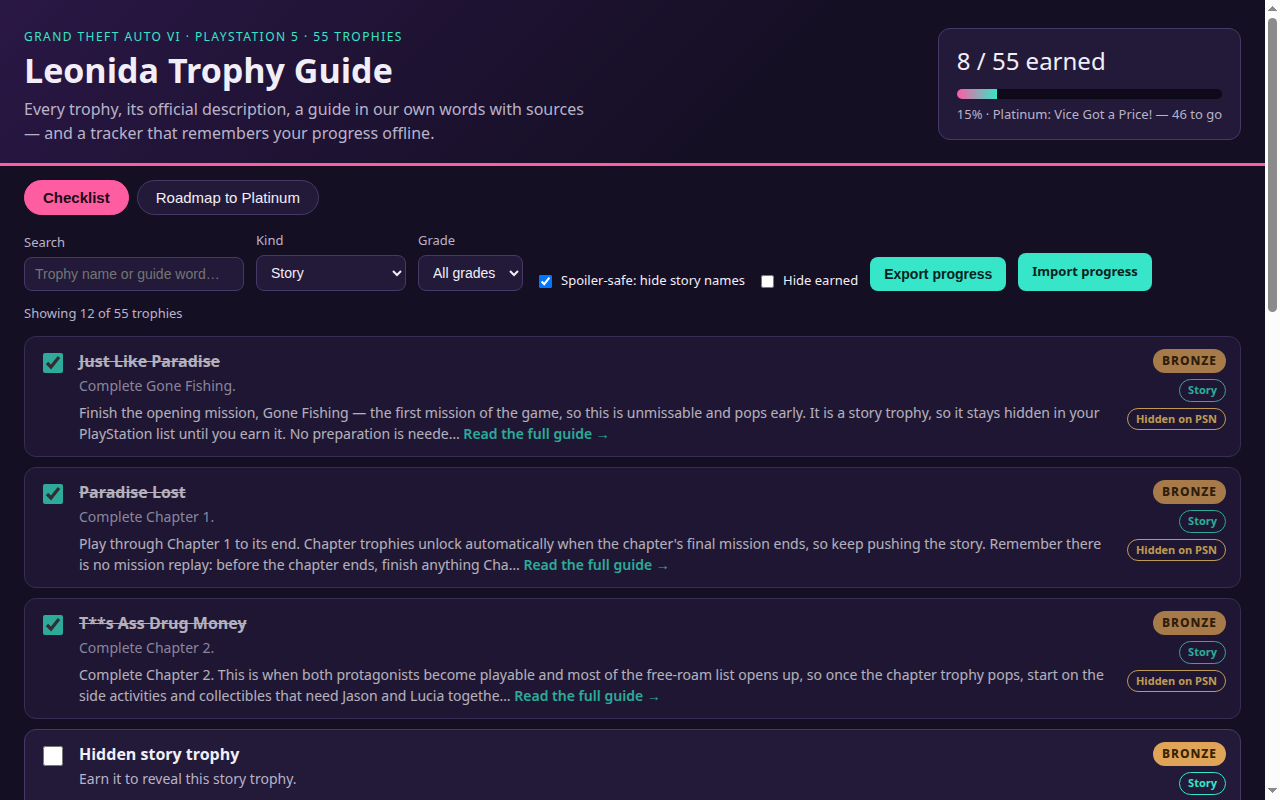 GRAND THEFT AUTO VI · PLAYSTATION 5 · 55 TROPHIES
Leonida Trophy Guide
Every trophy, its official description, a guide in our own words with sources
— and a tracker that remembers your progress offline.
8 / 55 earned
15% · Platinum: Vice Got a Price! — 46 to go
Checklist
Roadmap to Platinum
Search
Trophy name or guide word…
Kind
Story
Grade
All grades
Spoiler-safe: hide story names
Hide earned
Export progress
Import progress
Showing 12 of 55 trophies
Just Like Paradise
Complete Gone Fishing.
Finish the opening mission, Gone Fishing — the first mission of the game, so this is unmissable and pops early. It is a story trophy, so it stays hidden in your
PlayStation list until you earn it. No preparation is neede… Read the full guide →
BRONZE
Story
Hidden on PSN
Paradise Lost
Complete Chapter 1.
Play through Chapter 1 to its end. Chapter trophies unlock automatically when the chapter's final mission ends, so keep pushing the story. Remember there
is no mission replay: before the chapter ends, finish anything Cha… Read the full guide →
BRONZE
Story
Hidden on PSN
T**s Ass Drug Money
Complete Chapter 2.
Complete Chapter 2. This is when both protagonists become playable and most of the free-roam list opens up, so once the chapter trophy pops, start on the
side activities and collectibles that need Jason and Lucia togethe… Read the full guide →
BRONZE
Story
Hidden on PSN
Hidden story trophy
Earn it to reveal this story trophy.
BRONZE
Story